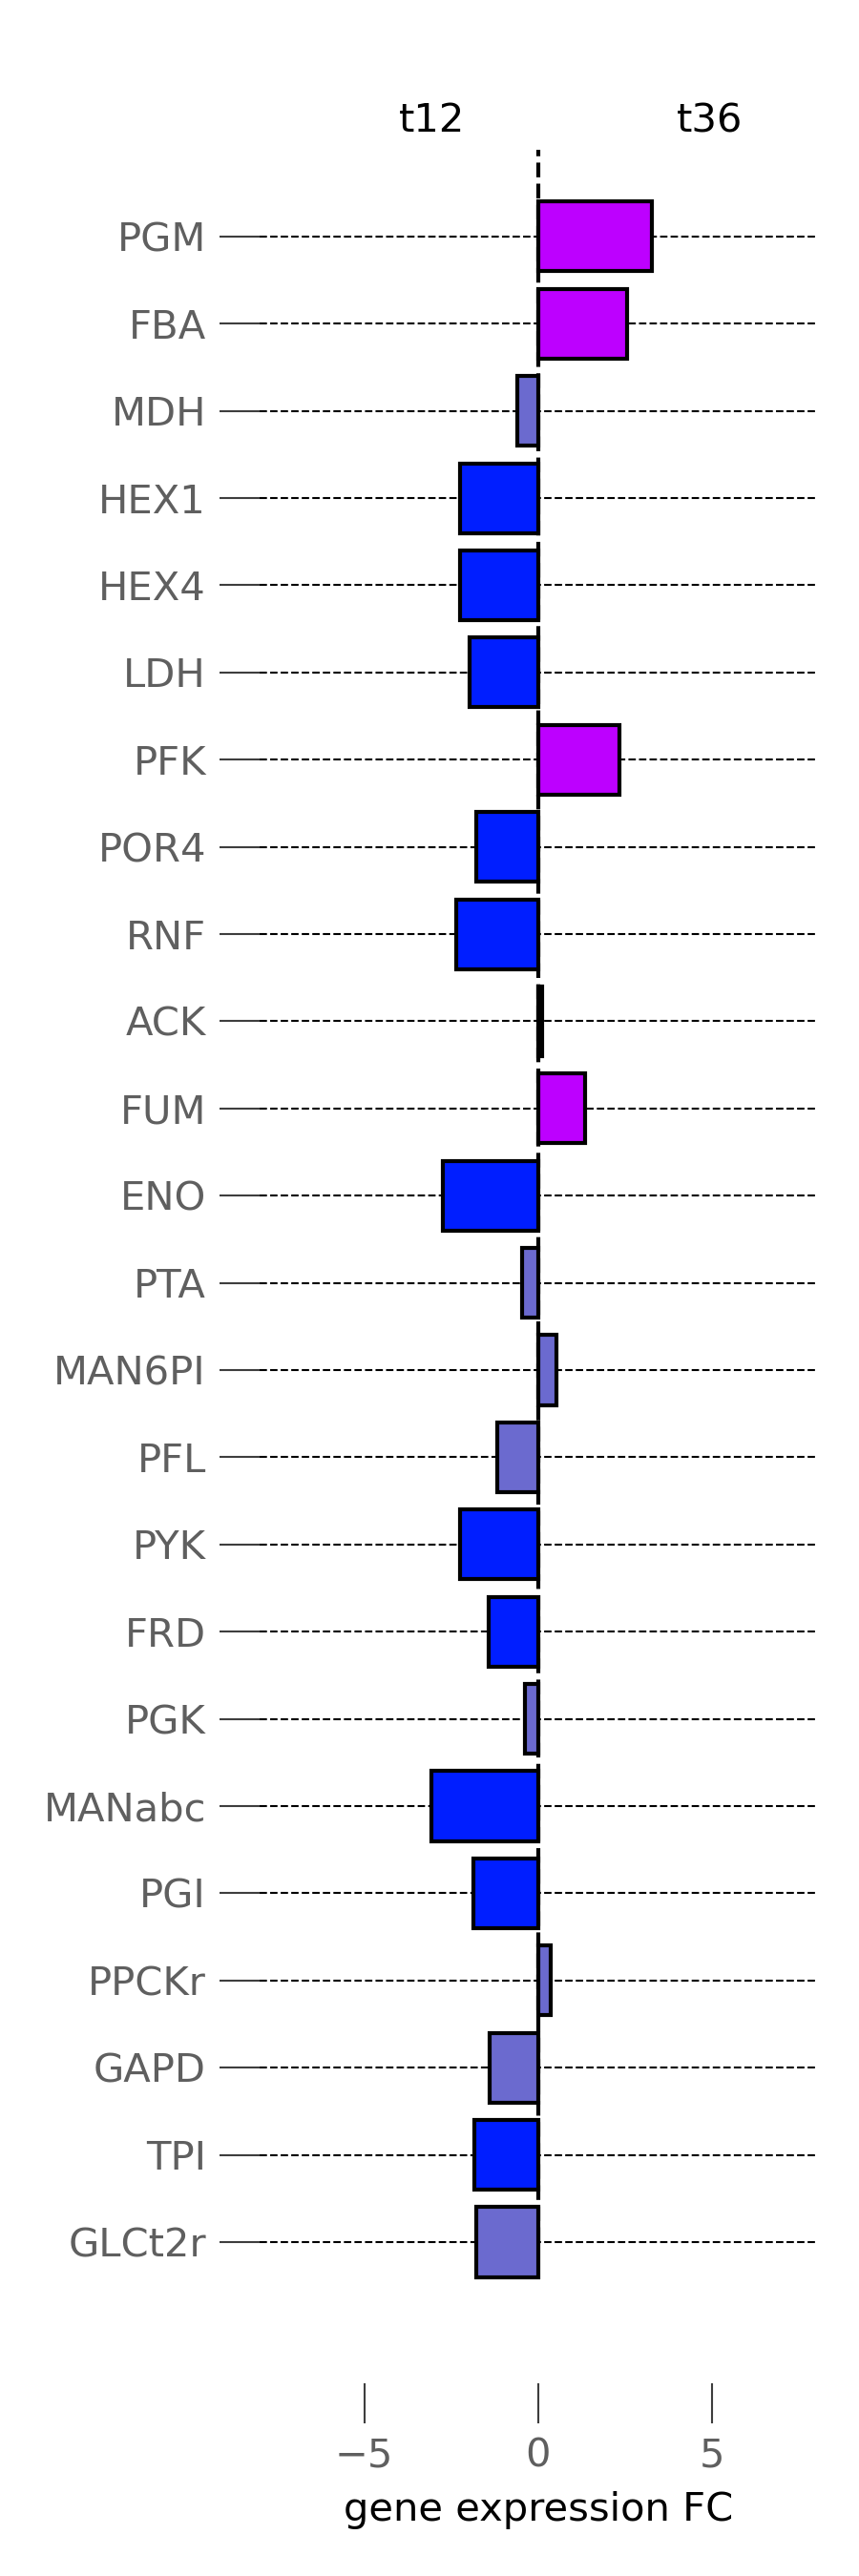 t12 t36
PGM
FBA
MDH
HEX1
HEX4
LDH
PFK
POR4
RNF
ACK
FUM
ENO
PTA
MAN6PI
PFL
PYK
FRD
PGK
MANabc
PGI
PPCKr
GAPD
TPI
GLCt2r
−5 0 5
gene expression FC